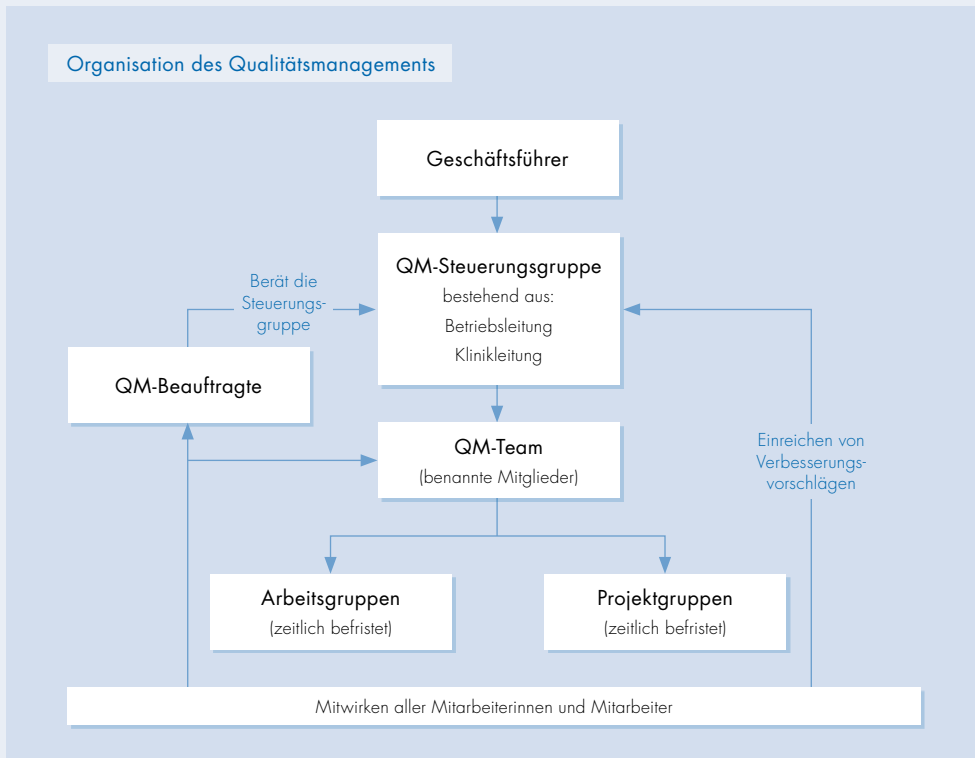 Organisation des Qualitätsmanagements
Geschäftsführer
QM-Steuerungsgruppe
bestehend aus:
Betriebsleitung
Klinikleitung
Berät die
Steuerungs-
gruppe
QM-Beauftragte
QM-Team
(benannte Mitglieder)
Einreichen von
Verbesserungs-
vorschlägen
Arbeitsgruppen
(zeitlich befristet)
Projektgruppen
(zeitlich befristet)
Mitwirken aller Mitarbeiterinnen und Mitarbeiter